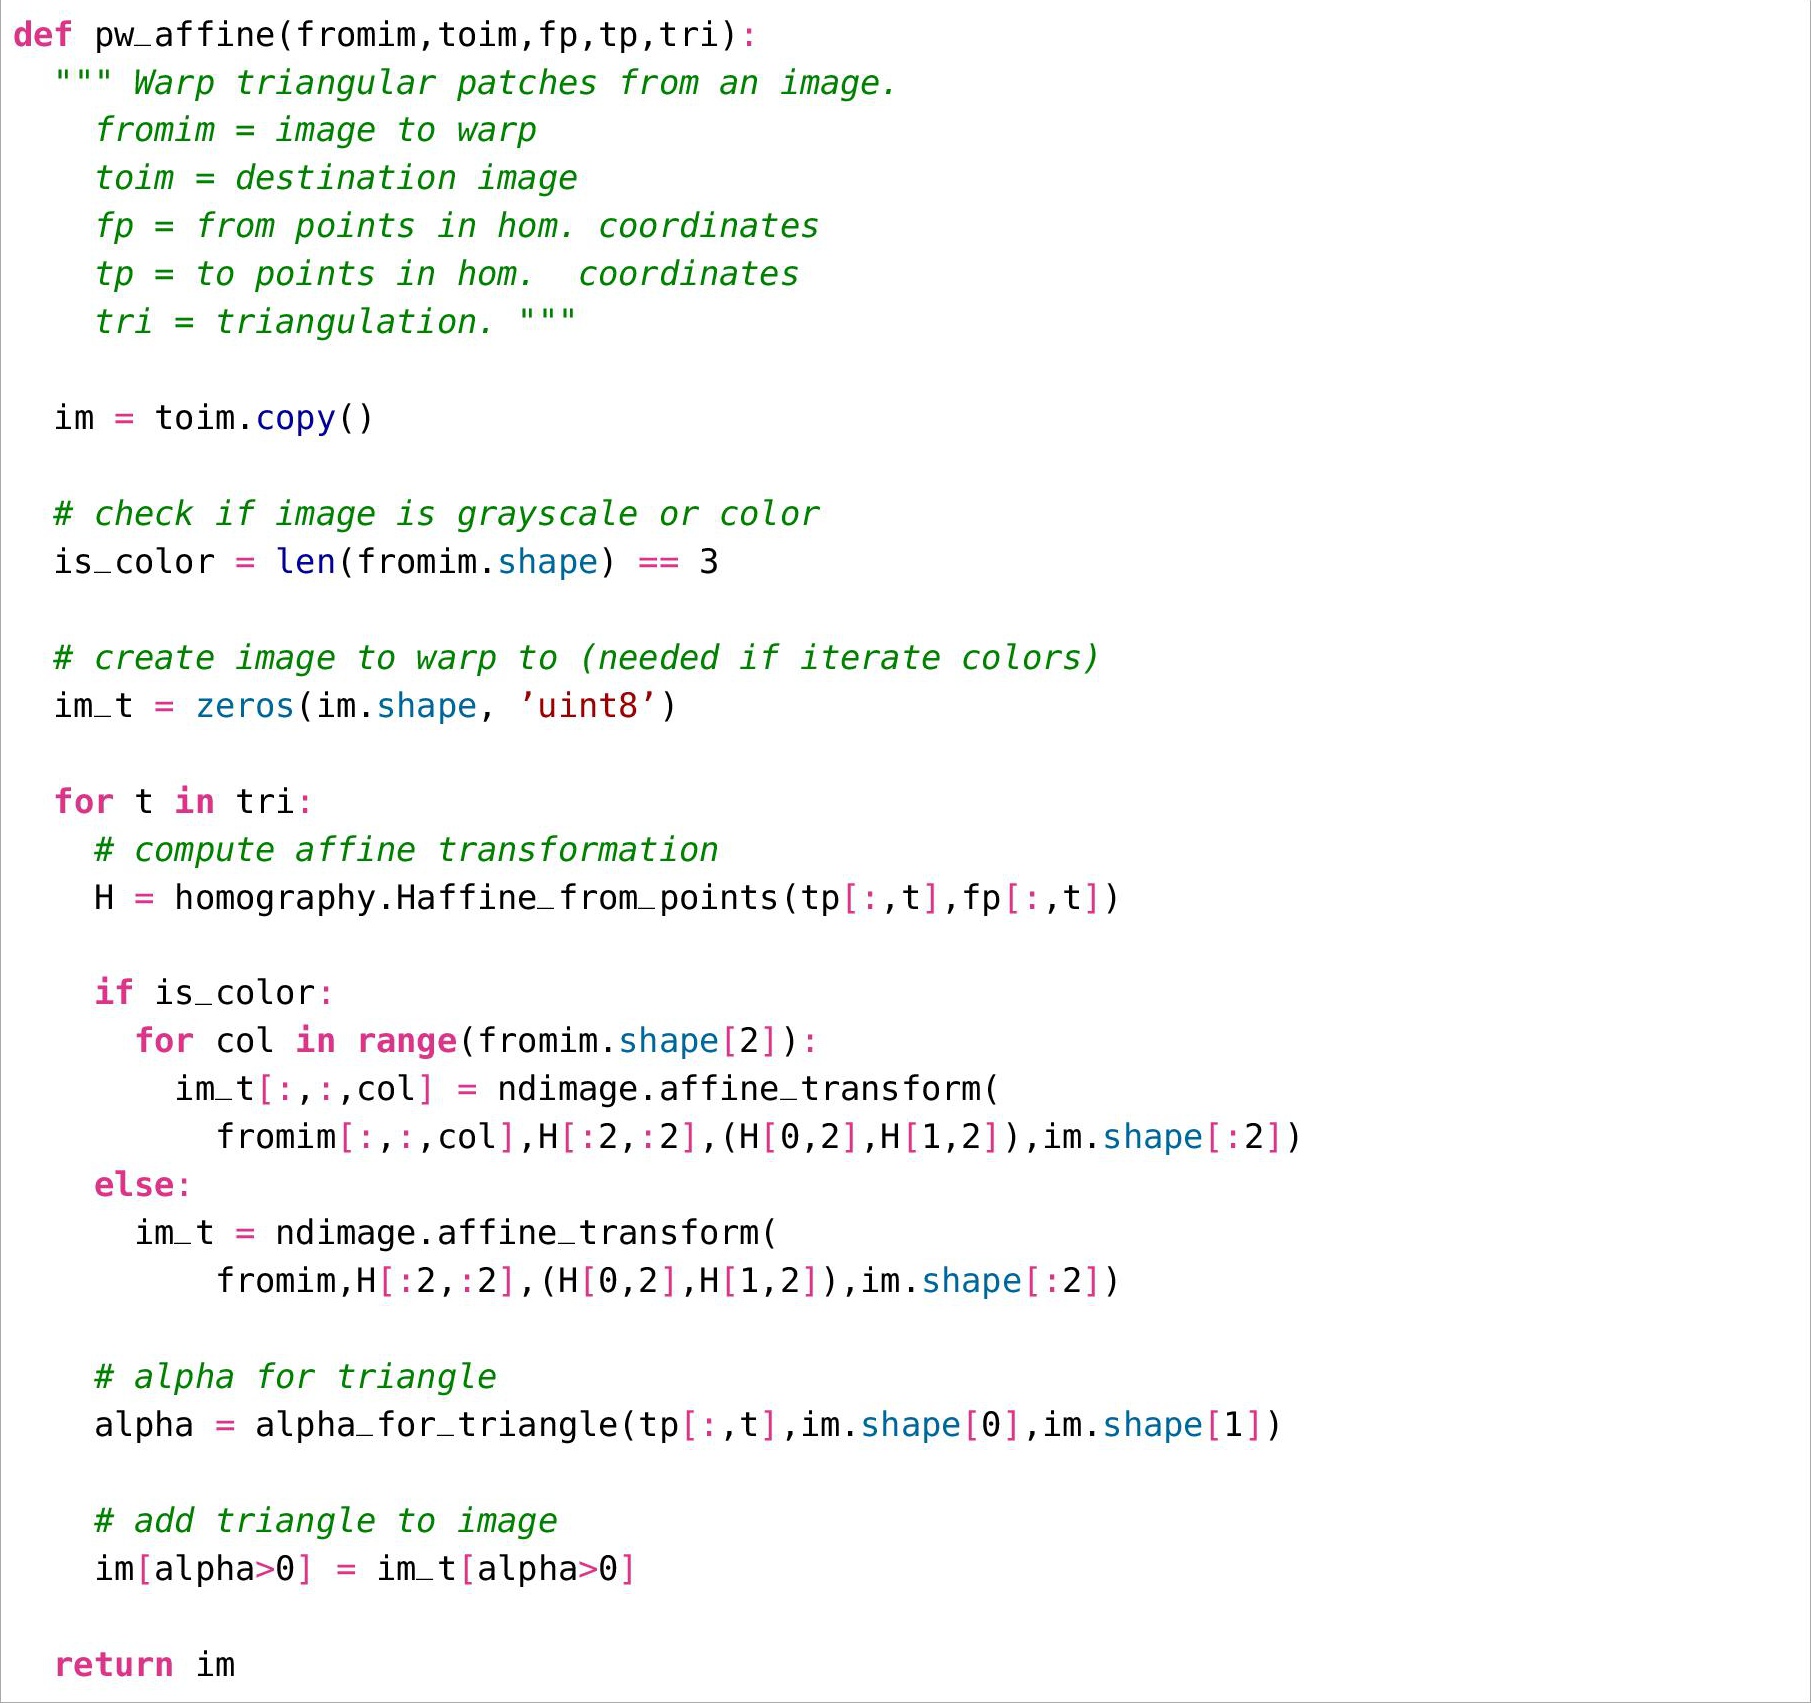 def pw_affine(fromim,toim,fp,tp,tri):
  """ Warp triangular patches from an image.
    fromim = image to warp
    toim = destination image
    fp = from points in hom. coordinates
    tp = to points in hom.  coordinates
    tri = triangulation. """

  im = toim.copy()

  # check if image is grayscale or color
  is_color = len(fromim.shape) == 3

  # create image to warp to (needed if iterate colors)
  im_t = zeros(im.shape, ’uint8’)

  for t in tri:
    # compute affine transformation
    H = homography.Haffine_from_points(tp[:,t],fp[:,t])

    if is_color:
      for col in range(fromim.shape[2]):
        im_t[:,:,col] = ndimage.affine_transform(
          fromim[:,:,col],H[:2,:2],(H[0,2],H[1,2]),im.shape[:2])
    else:
      im_t = ndimage.affine_transform(
          fromim,H[:2,:2],(H[0,2],H[1,2]),im.shape[:2])

    # alpha for triangle
    alpha = alpha_for_triangle(tp[:,t],im.shape[0],im.shape[1])

    # add triangle to image
    im[alpha>0] = im_t[alpha>0]

  return im